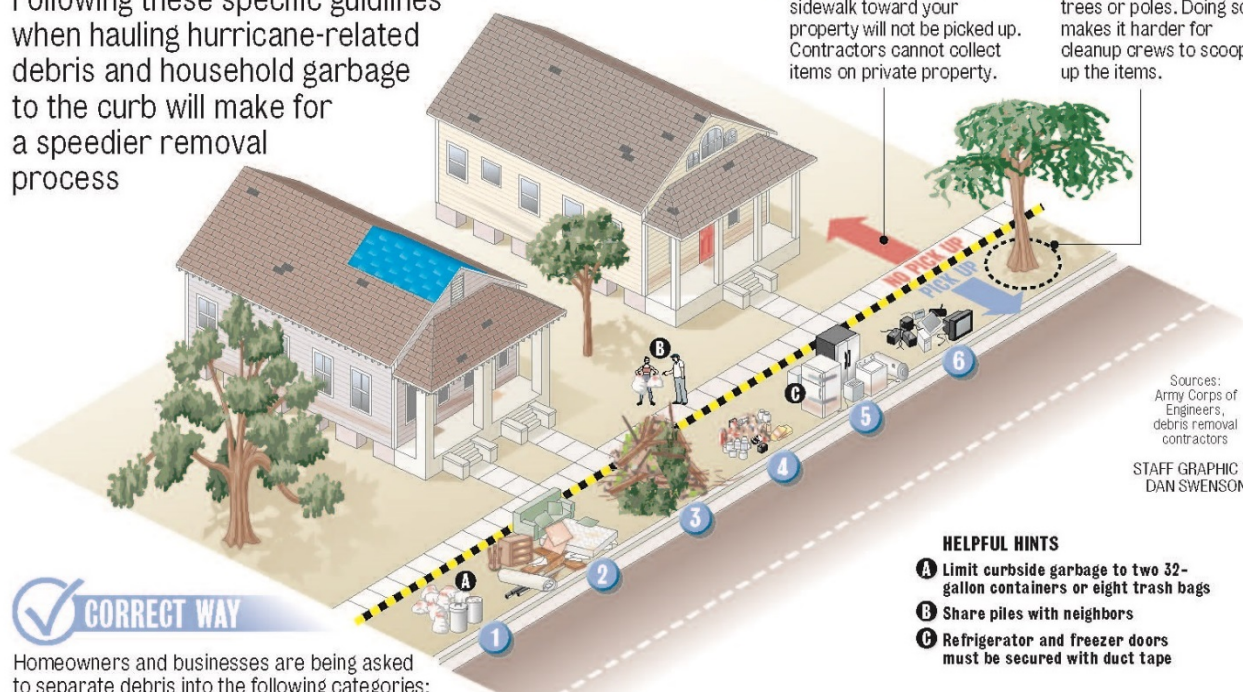 Following these specific guidlines
when hauling hurricane-related
debris and household garbage
to the curb will make for
a speedier removal
process
sidewalk toward your
property will not be picked up.
Contractors cannot collect
items on private property.
trees or poles. Doing so
makes it harder for
cleanup crews to scoop
up the items.
NO PICK UP
PICK UP
B
C
A
6
5
4
3
2
1
Sources:
Army Corps of
Engineers,
debris removal
contractors
STAFF GRAPHIC
DAN SWENSON
HELPFUL HINTS
A Limit curbside garbage to two 32-
gallon containers or eight trash bags
B Share piles with neighbors
C Refrigerator and freezer doors
must be secured with duct tape
CORRECT WAY
Homeowners and businesses are being asked
to separate debris into the following categories: